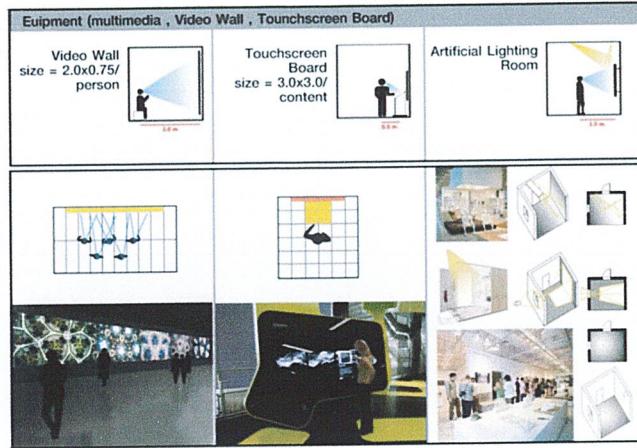 Euipment (multimedia , Video Wall , Tounchscreen Board)
Video Wall
size = 2.0x0.75/
person
Touchscreen
Board
size = 3.0x3.0/
content
Artificial Lighting
Room